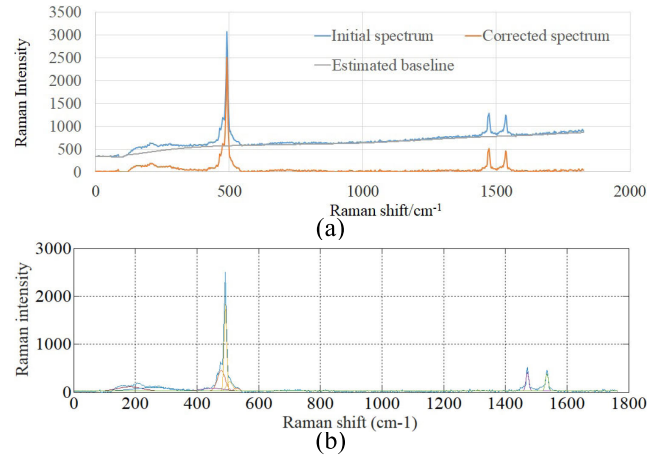 3500
3000
2500
2000
1500
1000
500
0
Raman Intensity
Initial spectrum
Corrected spectrum
Estimated baseline
0 500 1000 1500 2000
Raman shift/cm-1
(a)
3000
2000
1000
0
Raman intensity
0 200 400 600 800 1000 1200 1400 1600 1800
Raman shift (cm-1)
(b)